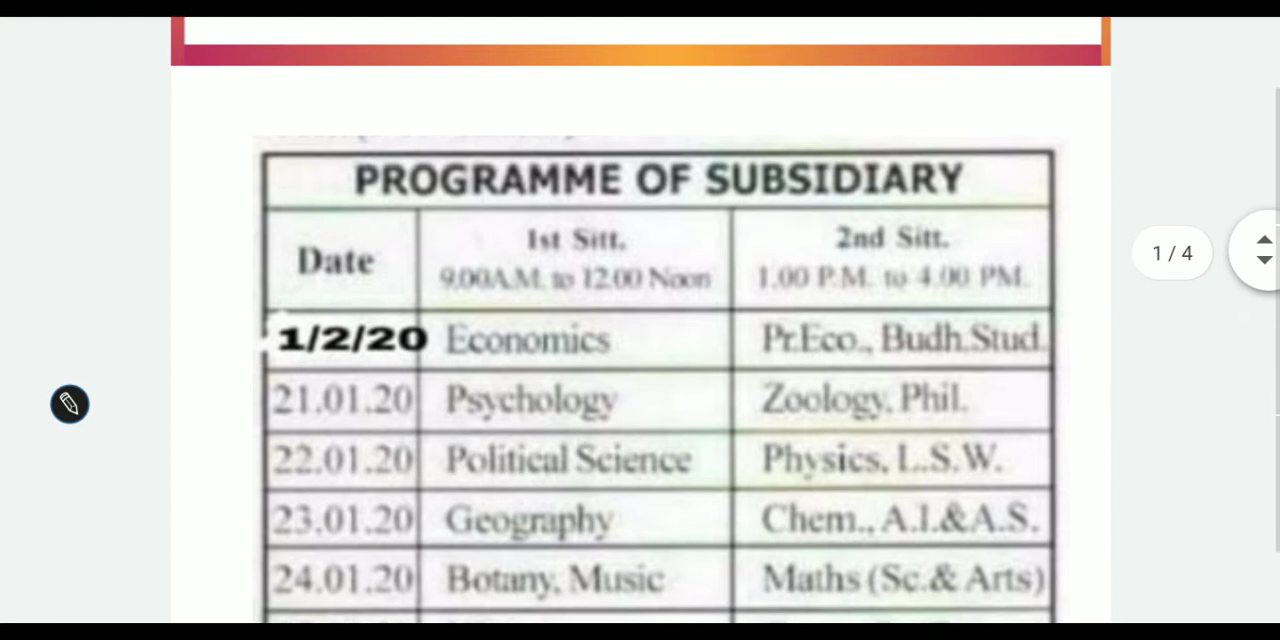 PROGRAMME OF SUBSIDIARY
Date
1st Sitt.
9.00A.M. to 12.00 Noon
2nd Sitt.
1.00 P.M. to 4.00 PM.
1/2/20 Economics Pr.Eco., Budh.Stud.
21.01.20 Psychology Zoology, Phil.
22.01.20 Political Science Physics, L.S.W.
23.01.20 Geography Chem., A.I.&A.S.
24.01.20 Botany, Music Maths (Sc.& Arts)
1 / 4